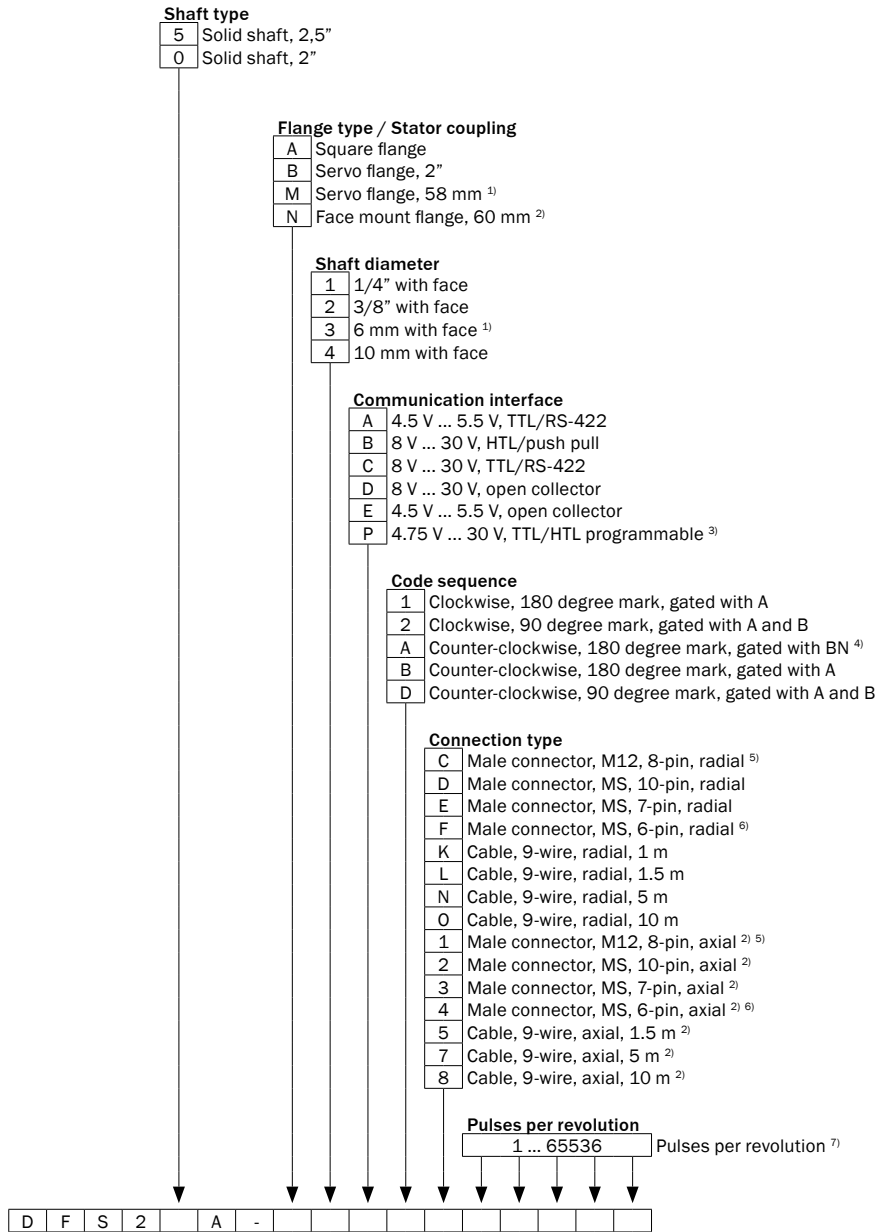 Shaft type
5 Solid shaft, 2,5”
0 Solid shaft, 2”
Flange type / Stator coupling
A Square flange
B Servo flange, 2”
M Servo flange, 58 mm 1)
N Face mount flange, 60 mm 2)
Shaft diameter
1 1/4” with face
2 3/8” with face
3 6 mm with face 1)
4 10 mm with face
Communication interface
A 4.5 V ... 5.5 V, TTL/RS-422
B 8 V ... 30 V, HTL/push pull
C 8 V ... 30 V, TTL/RS-422
D 8 V ... 30 V, open collector
E 4.5 V ... 5.5 V, open collector
P 4.75 V ... 30 V, TTL/HTL programmable 3)
Code sequence
1 Clockwise, 180 degree mark, gated with A
2 Clockwise, 90 degree mark, gated with A and B
A Counter-clockwise, 180 degree mark, gated with BN 4)
B Counter-clockwise, 180 degree mark, gated with A
D Counter-clockwise, 90 degree mark, gated with A and B
Connection type
C Male connector, M12, 8-pin, radial 5)
D Male connector, MS, 10-pin, radial
E Male connector, MS, 7-pin, radial
F Male connector, MS, 6-pin, radial 6)
K Cable, 9-wire, radial, 1 m
L Cable, 9-wire, radial, 1.5 m
N Cable, 9-wire, radial, 5 m
O Cable, 9-wire, radial, 10 m
1 Male connector, M12, 8-pin, axial 2) 5)
2 Male connector, MS, 10-pin, axial 2)
3 Male connector, MS, 7-pin, axial 2)
4 Male connector, MS, 6-pin, axial 2) 6)
5 Cable, 9-wire, axial, 1.5 m 2)
7 Cable, 9-wire, axial, 5 m 2)
8 Cable, 9-wire, axial, 10 m 2)
Pulses per revolution
1 ... 65536 Pulses per revolution 7)
D F S 2 A -